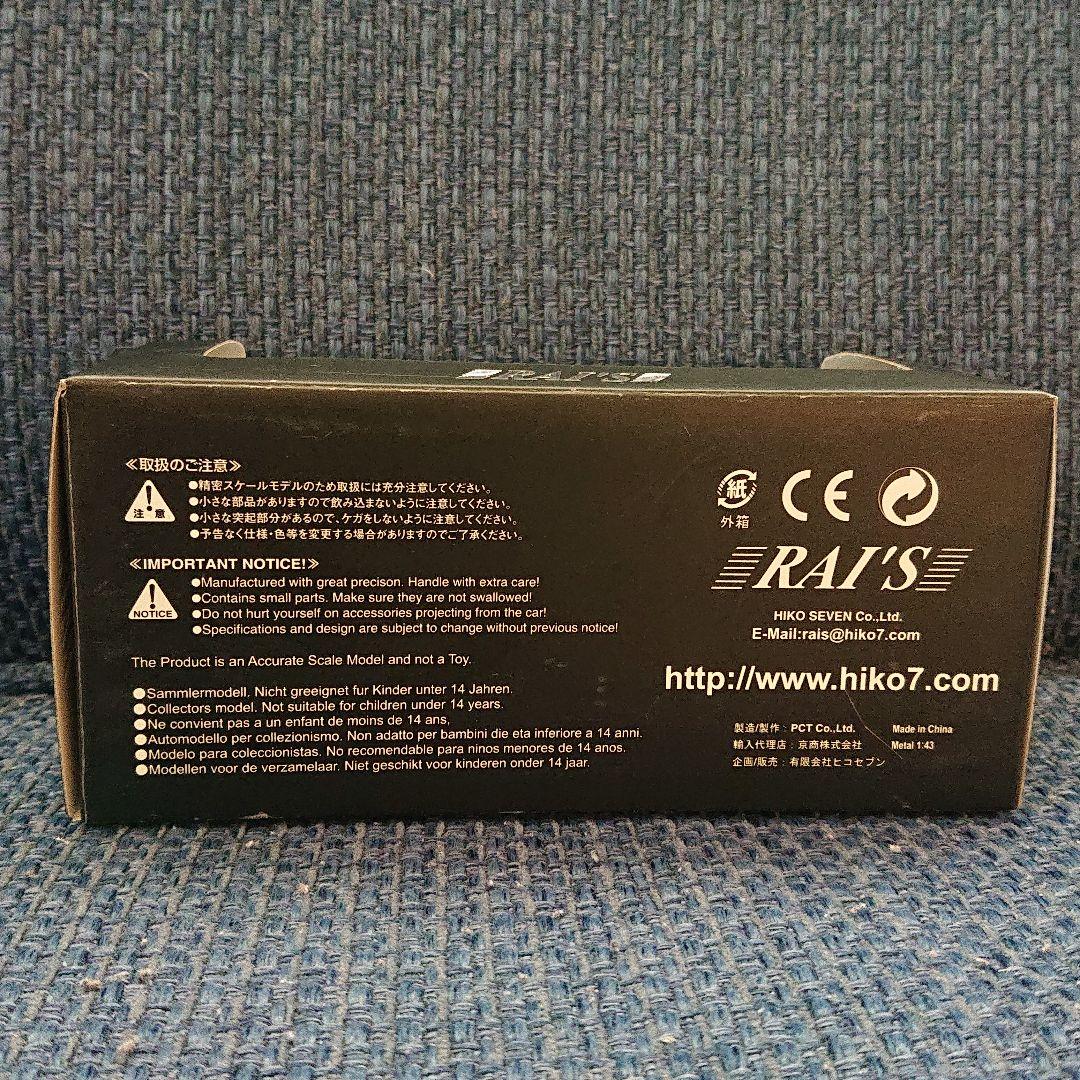 RAI'S
≪取扱のご注意≫
注 意
●精密スケールモデルのため取扱には充分注意してください。
●小さな部品がありますので飲み込まないように注意してください。
●小さな突起部分があるので、ケガをしないように注意してください。
●予告なく仕様・色等を変更する場合がありますのでご了承ください。
≪IMPORTANT NOTICE!≫
NOTICE
●Manufactured with great precison. Handle with extra care!
●Contains small parts. Make sure they are not swallowed!
●Do not hurt yourself on accessories projecting from the car!
●Specifications and design are subject to change without previous notice!
The Product is an Accurate Scale Model and not a Toy.
●Sammlermodell. Nicht greeignet fur Kinder unter 14 Jahren.
●Collectors model. Not suitable for children under 14 years.
●Ne convient pas a un enfant de moins de 14 ans,
●Automodello per collezionismo. Non adatto per bambini die eta inferiore a 14 anni.
●Modelo para coleccionistas. No recomendable para ninos menores de 14 anos.
●Modellen voor de verzamelaar. Niet geschikt voor kinderen onder 14 jaar.
紙
外箱
CE
RAI'S
HIKO SEVEN Co.,Ltd.
E-Mail:rais@hiko7.com
http://www.hiko7.com
製造/製作：PCT Co.,Ltd. Made in China
輸入代理店：京商株式会社 Metal 1:43
企画/販売：有限会社ヒコセブン